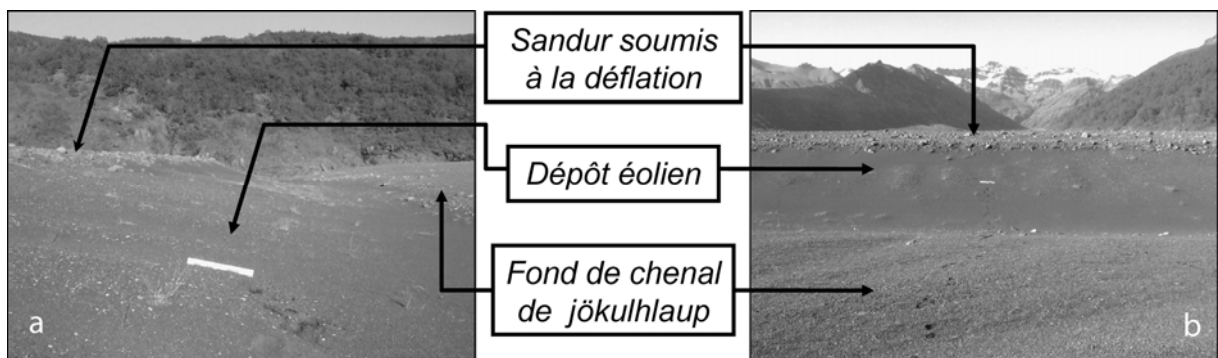 Sandur soumis
à la déflation
Dépôt éolien
Fond de chenal
de jökulhlaup
a
b